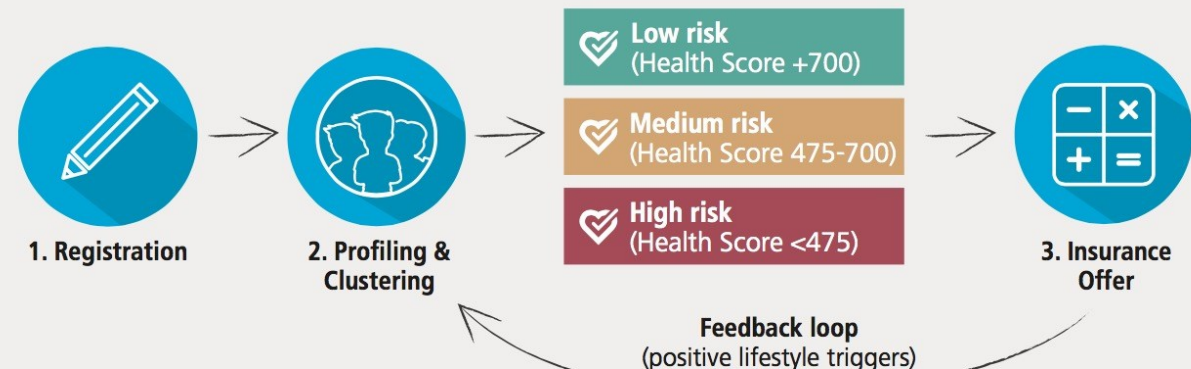 Low risk
(Health Score +700)
Medium risk
(Health Score 475-700)
High risk
(Health Score <475)
1. Registration
2. Profiling &
Clustering
3. Insurance
Offer
Feedback loop
(positive lifestyle triggers)